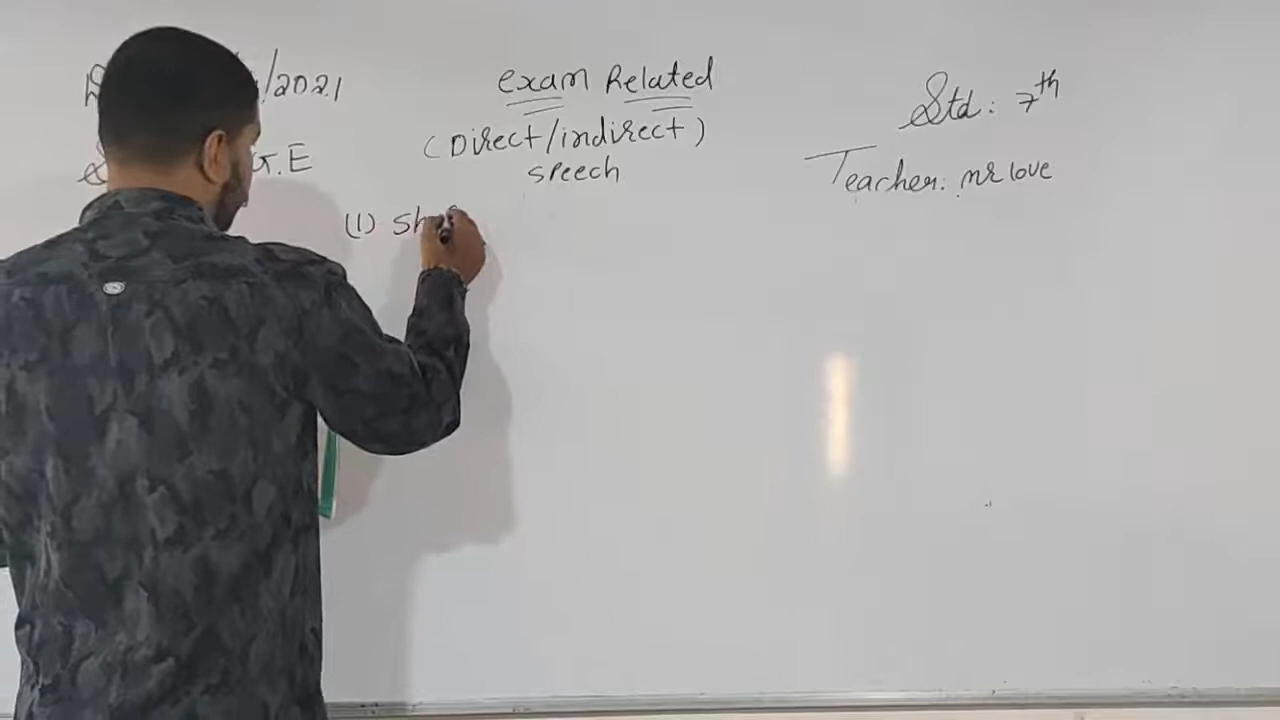 /2021
exam Related
Std: 7th
(Direct/indirect)
speech
G.E
Teacher: mr love
(1) Sh